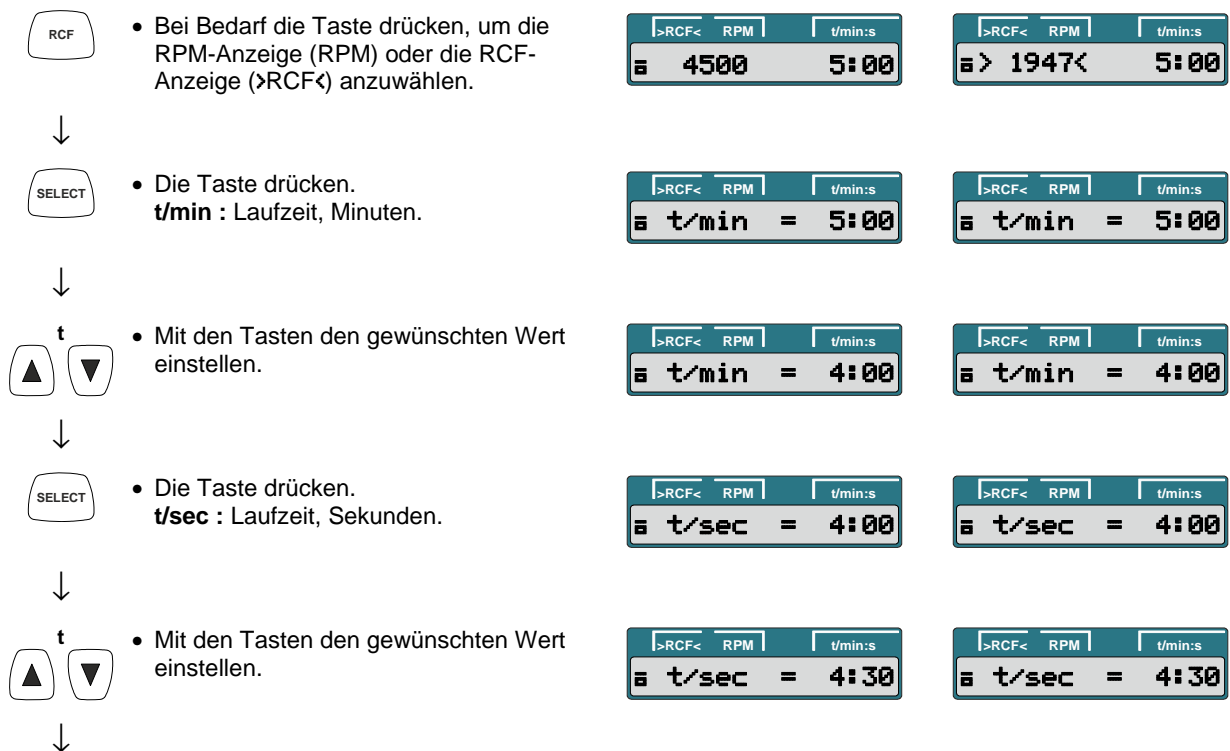 RCF
• Bei Bedarf die Taste drücken, um die
RPM-Anzeige (RPM) oder die RCF-
Anzeige (>RCF<) anzuwählen.
>RCF< RPM t/min:s
4500 5:00
>RCF< RPM t/min:s
> 1947< 5:00
↓
SELECT
• Die Taste drücken.
t/min : Laufzeit, Minuten.
>RCF< RPM t/min:s
t/min = 5:00
>RCF< RPM t/min:s
t/min = 5:00
↓
t
▲ ▼
• Mit den Tasten den gewünschten Wert
einstellen.
>RCF< RPM t/min:s
t/min = 4:00
>RCF< RPM t/min:s
t/min = 4:00
↓
SELECT
• Die Taste drücken.
t/sec : Laufzeit, Sekunden.
>RCF< RPM t/min:s
t/sec = 4:00
>RCF< RPM t/min:s
t/sec = 4:00
↓
t
▲ ▼
• Mit den Tasten den gewünschten Wert
einstellen.
>RCF< RPM t/min:s
t/sec = 4:30
>RCF< RPM t/min:s
t/sec = 4:30
↓